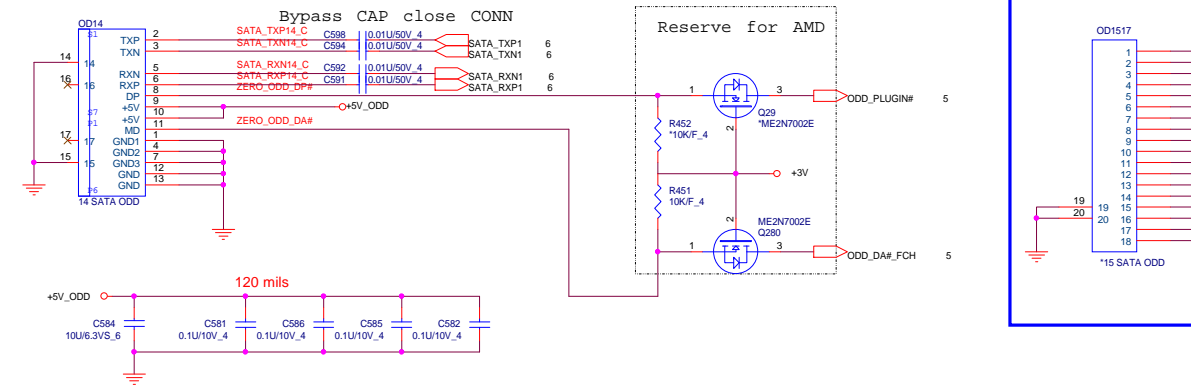 Bypass CAP close CONN
OD14
S1
TXP 2 SATA_TXP14_C C598 0.01U/50V_4 SATA_TXP1 6
TXN 3 SATA_TXN14_C C594 0.01U/50V_4 SATA_TXN1 6
14 14
RXN 5 SATA_RXN14_C C592 0.01U/50V_4 SATA_RXN1 6
16 16 RXP 6 SATA_RXP14_C C591 0.01U/50V_4 SATA_RXP1 6
DP 8 ZERO_ODD_DP#
+5V 9 +5V_ODD
S7 +5V 10
P1 MD 11 ZERO_ODD_DA#
17 17 GND1 1
GND2 4
15 15 GND3 7
GND 12
GND 13
P6
14 SATA ODD
Reserve for AMD
1 3 ODD_PLUGIN# 5
Q29
*ME2N7002E
2
R452
*10K/F_4
+3V
R451
10K/F_4
2
ME2N7002E
Q280
1 3 ODD_DA#_FCH 5
120 mils
+5V_ODD
C584
10U/6.3VS_6
C581
0.1U/10V_4
C586
0.1U/10V_4
C585
0.1U/10V_4
C582
0.1U/10V_4
OD1517
1
2
3
4
5
6
7
8
9
10
11
12
13
14
19 19 15
20 20 16
17
18
*15 SATA ODD